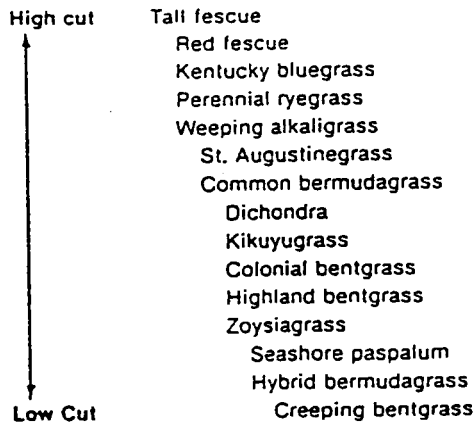 High cut Tall fescue
Red fescue
Kentucky bluegrass
Perennial ryegrass
Weeping alkaligrass
St. Augustinegrass
Common bermudagrass
Dichondra
Kikuyugrass
Colonial bentgrass
Highland bentgrass
Zoysiagrass
Seashore paspalum
Hybrid bermudagrass
Low Cut Creeping bentgrass